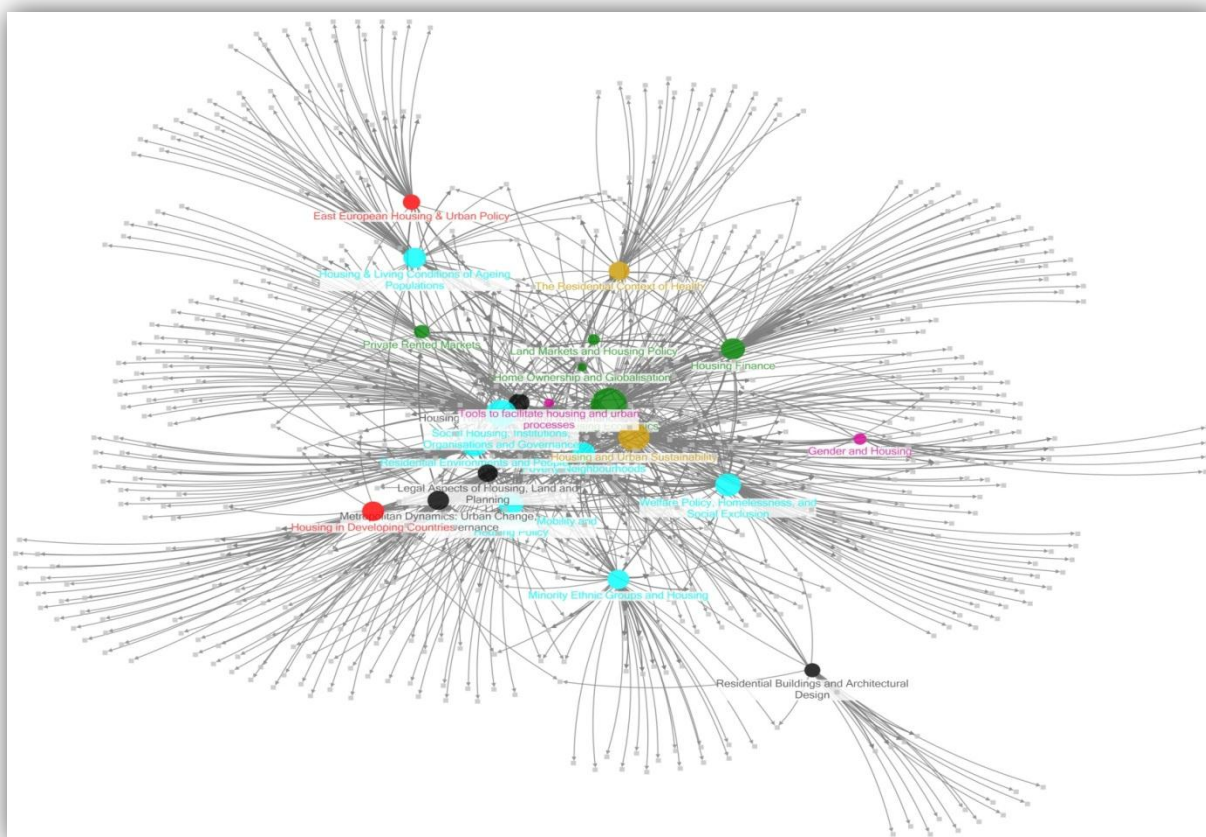 East European Housing & Urban Policy
Housing & Living Conditions of Ageing
Populations
The Residential Context of Health
Private Rented Markets
Land Markets and Housing Policy
Housing Finance
Home Ownership and Globalisation
Housing
Tools to facilitate housing and urban
processes
Social Housing: Institutions,
Organisations and Governance
Gender and Housing
Housing and Urban Sustainability
Residential Environments and People
Neighbourhoods
Legal Aspects of Housing, Land and
Planning
Welfare Policy, Homelessness, and
Social Exclusion
Metropolitan Dynamics: Urban Change,
Mobility and
Housing in Developing Countries
Policy
Minority Ethnic Groups and Housing
Residential Buildings and Architectural
Design